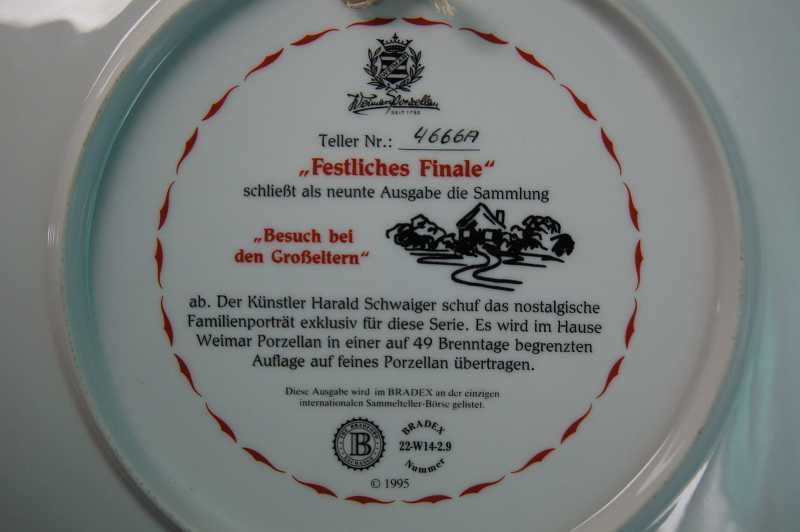 Weimar Porzellan
SEIT 1790
Teller Nr.: 4666A
„Festliches Finale“
schließt als neunte Ausgabe die Sammlung
„Besuch bei
den Großeltern“
ab. Der Künstler Harald Schwaiger schuf das nostalgische
Familienporträt exklusiv für diese Serie. Es wird im Hause
Weimar Porzellan in einer auf 49 Brenntage begrenzten
Auflage auf feines Porzellan übertragen.
Diese Ausgabe wird im BRADEX an der einzigen
internationalen Sammelteller-Börse gelistet.
THE BRADFORD
B
EXCHANGE
BRADEX
22-W14-2.9
Nummer
© 1995